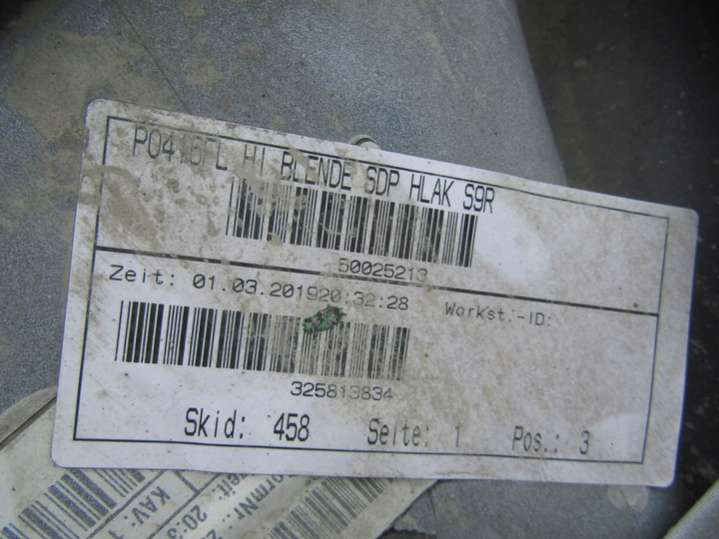 HI BLENDE SDP HLAK S9R
50025213
Zeit: 01.03.201920:32:28 Workst.-ID:
325813834
Skid: 458 Seite: 1 Pos.: 3
KAV: